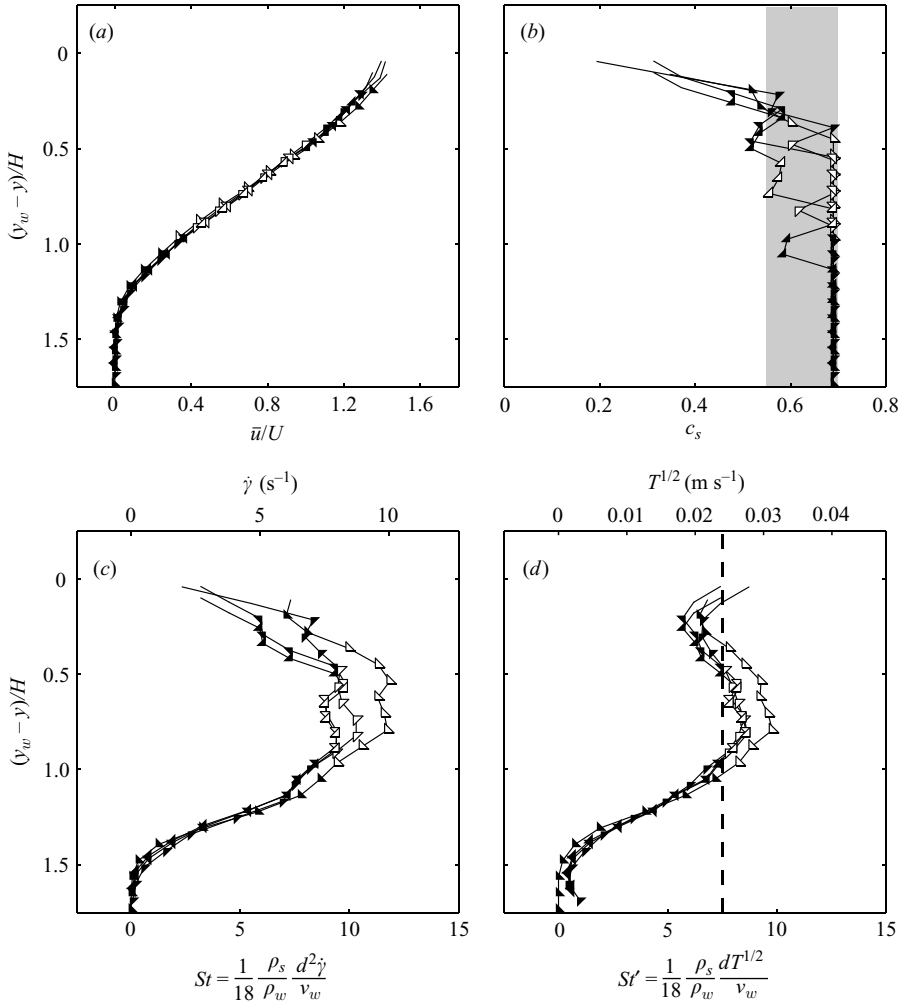 (a)
0
0.5
1.0
1.5
(y_w − y)/H
0 0.4 0.8 1.2 1.6
ū/U
(b)
0 0.2 0.4 0.6 0.8
c_s
γ̇ (s⁻¹)
0 5 10
(c)
0
0.5
1.0
1.5
(y_w − y)/H
0 5 10 15
St = 1/18 ρ_s/ρ_w d²γ̇/ν_w
T^{1/2} (m s⁻¹)
0 0.01 0.02 0.03 0.04
(d)
0 5 10 15
St′ = 1/18 ρ_s/ρ_w dT^{1/2}/ν_w